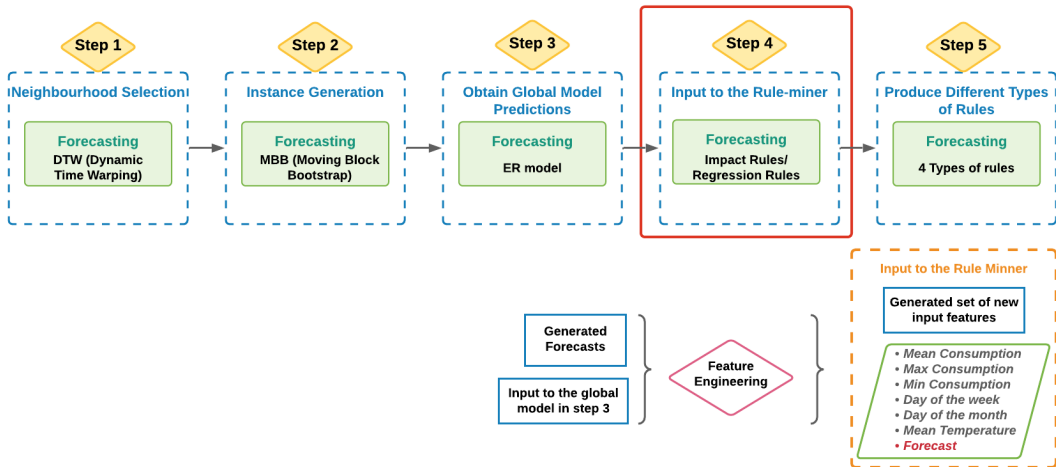 Step 1
Neighbourhood Selection
Forecasting
DTW (Dynamic
Time Warping)
Step 2
Instance Generation
Forecasting
MBB (Moving Block
Bootstrap)
Step 3
Obtain Global Model
Predictions
Forecasting
ER model
Step 4
Input to the Rule-miner
Forecasting
Impact Rules/
Regression Rules
Step 5
Produce Different Types
of Rules
Forecasting
4 Types of rules
Generated
Forecasts
Input to the global
model in step 3
Feature
Engineering
Input to the Rule Minner
Generated set of new
input features
• Mean Consumption
• Max Consumption
• Min Consumption
• Day of the week
• Day of the month
• Mean Temperature
• Forecast